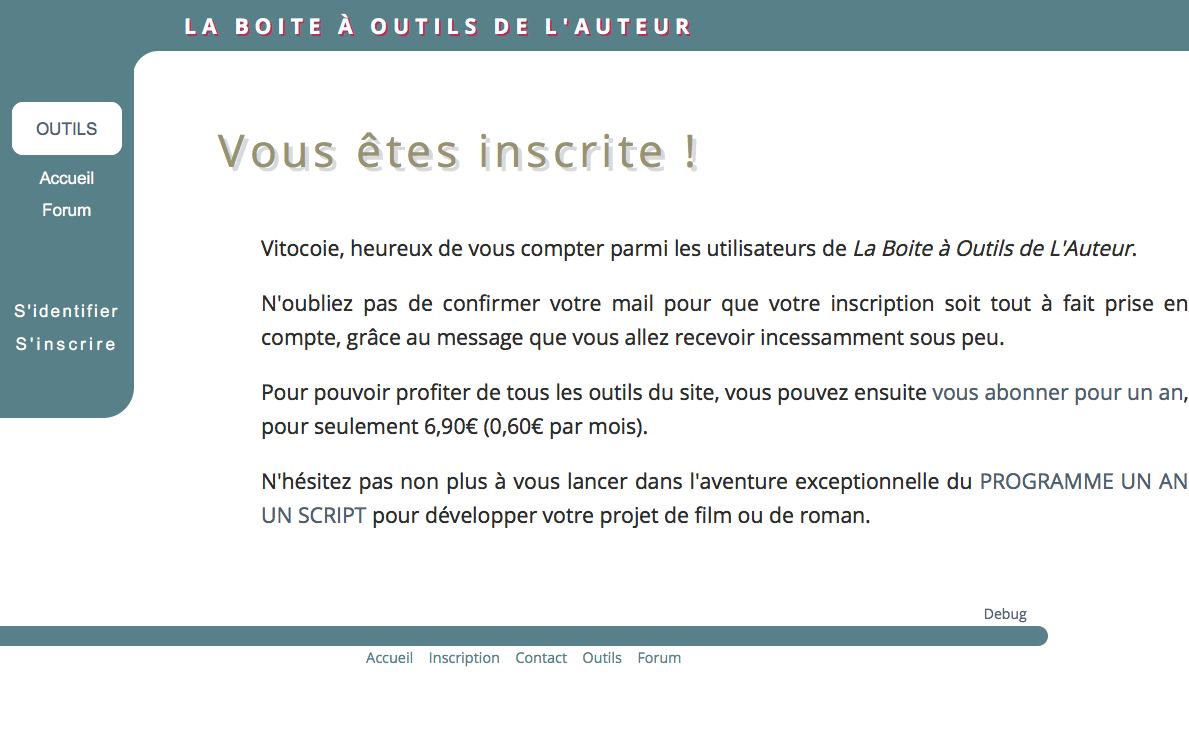 LA BOITE À OUTILS DE L'AUTEUR
OUTILS
Accueil
Forum
S'identifier
S'inscrire
Vous êtes inscrite !
Vitocoie, heureux de vous compter parmi les utilisateurs de La Boite à Outils de L'Auteur.
N'oubliez pas de confirmer votre mail pour que votre inscription soit tout à fait prise en
compte, grâce au message que vous allez recevoir incessamment sous peu.
Pour pouvoir profiter de tous les outils du site, vous pouvez ensuite vous abonner pour un an,
pour seulement 6,90€ (0,60€ par mois).
N'hésitez pas non plus à vous lancer dans l'aventure exceptionnelle du PROGRAMME UN AN
UN SCRIPT pour développer votre projet de film ou de roman.
Debug
Accueil Inscription Contact Outils Forum